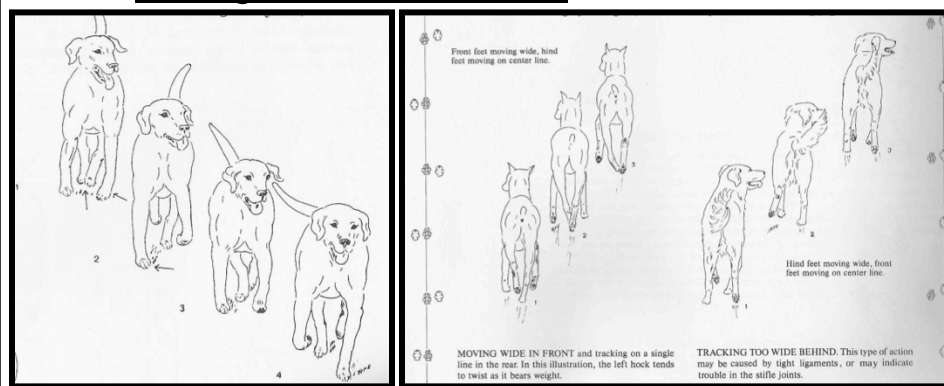 1
2
3
4
Front feet moving wide, hind
feet moving on center line.
3
2
1
3
2
1
Hind feet moving wide, front
feet moving on center line.
MOVING WIDE IN FRONT and tracking on a single
line in the rear. In this illustration, the left hock tends
to twist as it bears weight.
TRACKING TOO WIDE BEHIND. This type of action
may be caused by tight ligaments, or may indicate
trouble in the stifle joints.